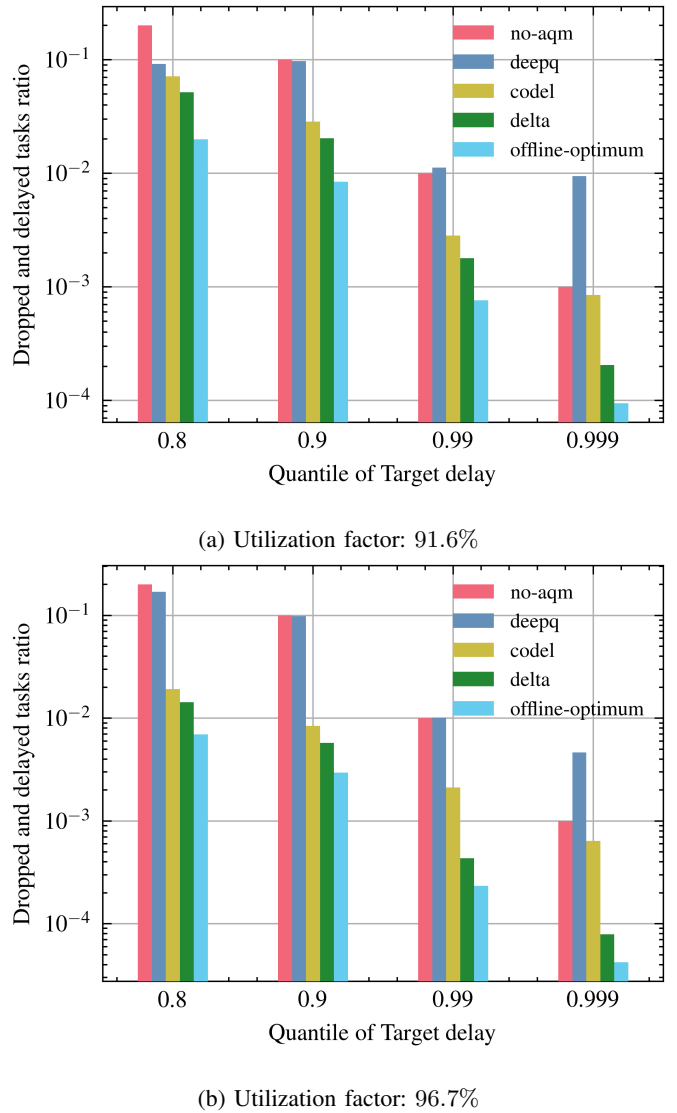 Dropped and delayed tasks ratio
10⁻¹
10⁻²
10⁻³
10⁻⁴
no-aqm
deepq
codel
delta
offline-optimum
0.8 0.9 0.99 0.999
Quantile of Target delay
(a) Utilization factor: 91.6%
Dropped and delayed tasks ratio
10⁻¹
10⁻²
10⁻³
10⁻⁴
no-aqm
deepq
codel
delta
offline-optimum
0.8 0.9 0.99 0.999
Quantile of Target delay
(b) Utilization factor: 96.7%